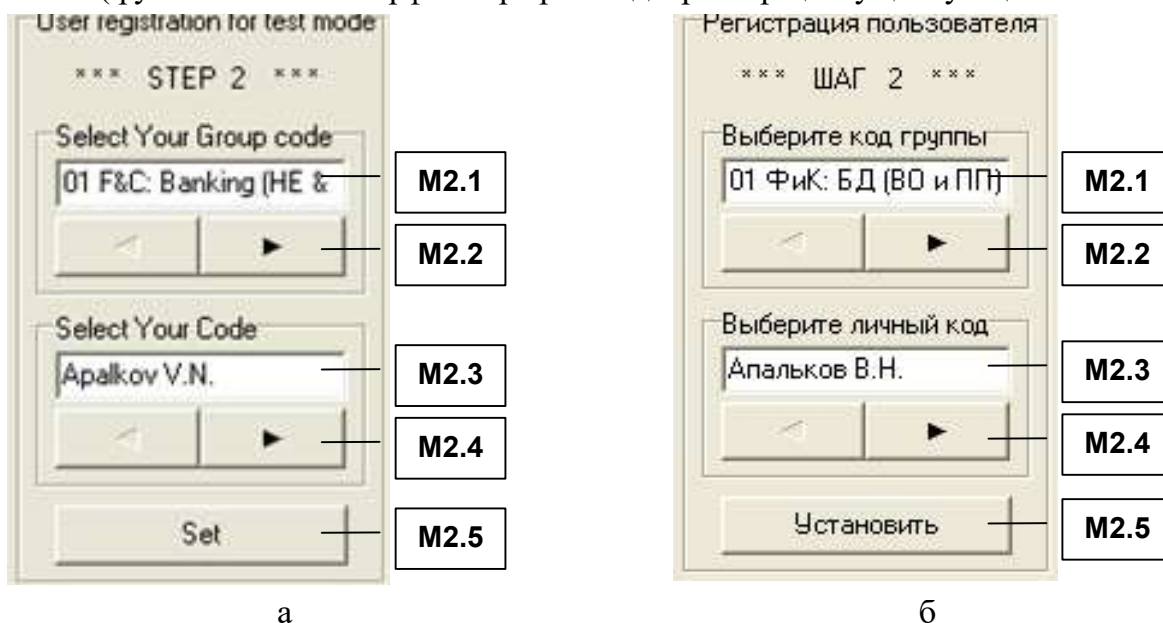 User registration for test mode
*** STEP 2 ***
Select Your Group code
01 F&C: Banking (HE &
M2.1
◄ ►
M2.2
Select Your Code
Apalkov V.N.
M2.3
◄ ►
M2.4
Set
M2.5
а
Регистрация пользователя
*** ШАГ 2 ***
Выберите код группы
01 ФиК: БД (ВО и ПП)
M2.1
◄ ►
M2.2
Выберите личный код
Апальков В.Н.
M2.3
◄ ►
M2.4
Установить
M2.5
б